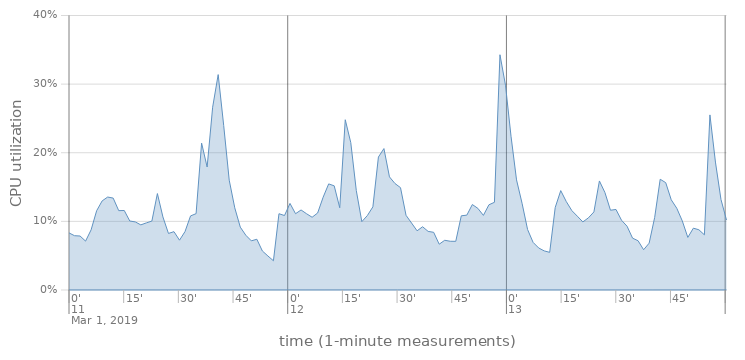 40%
30%
20%
10%
0%
CPU utilization
0' 15' 30' 45' 0' 15' 30' 45' 0' 15' 30' 45'
11 12 13
Mar 1, 2019
time (1-minute measurements)